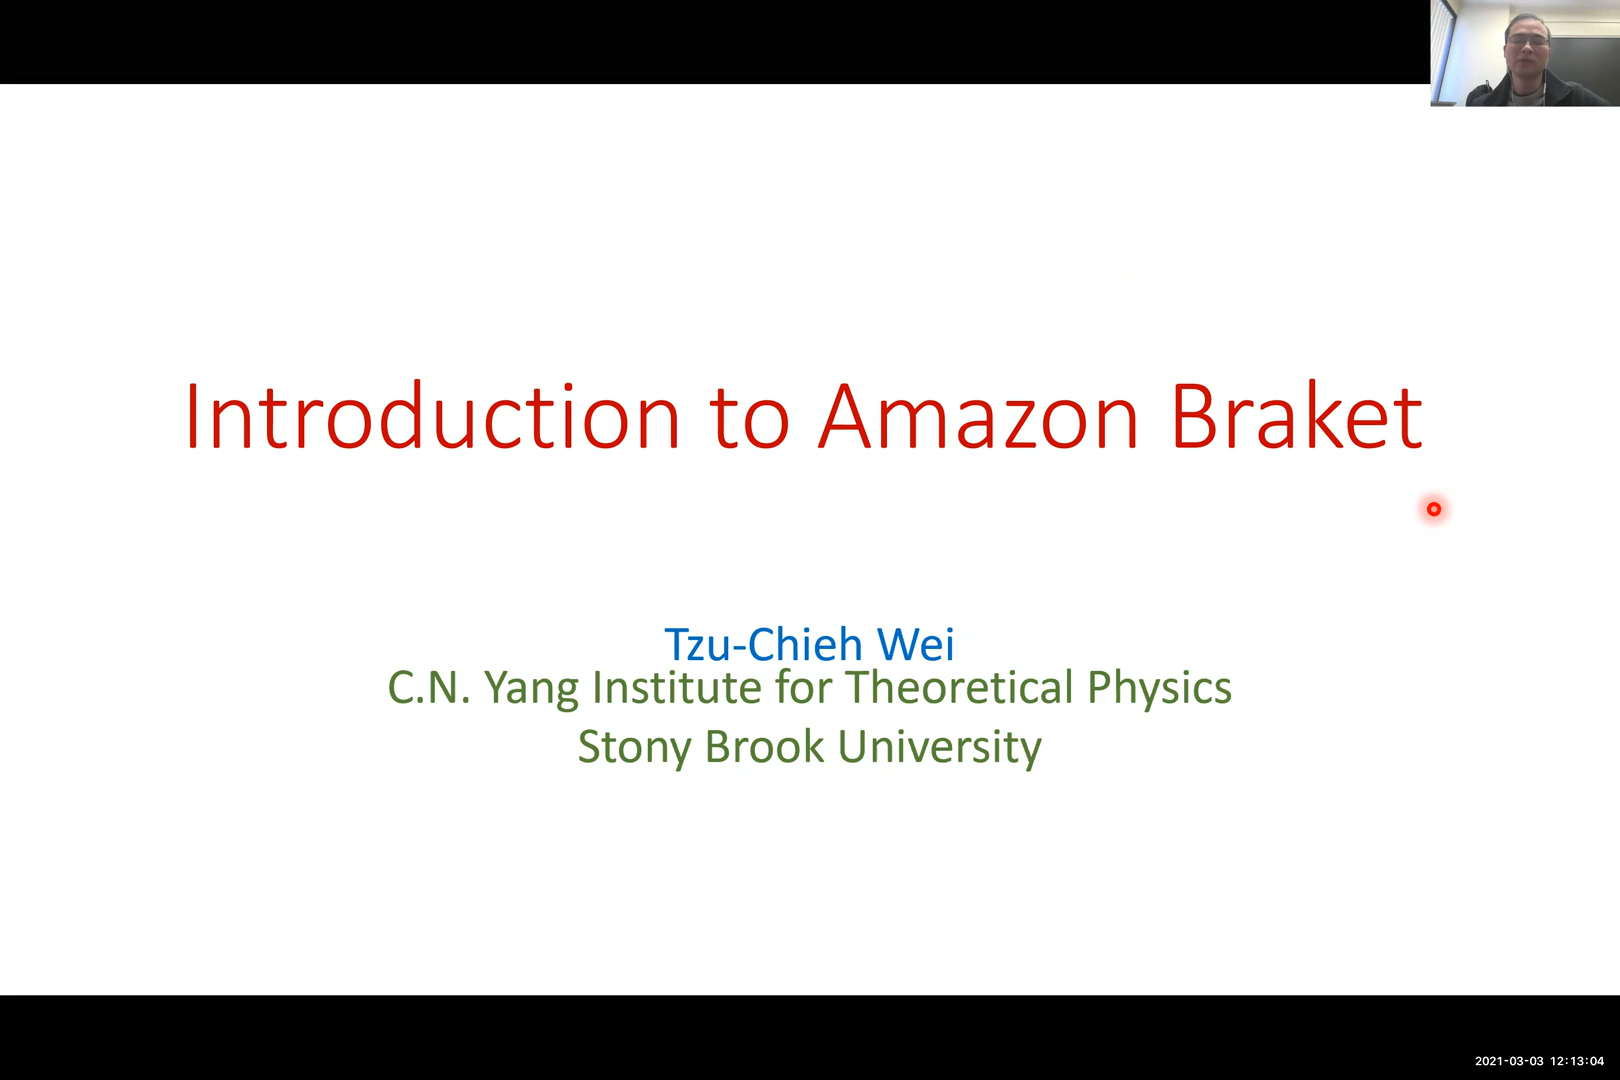 Introduction to Amazon Braket
Tzu-Chieh Wei
C.N. Yang Institute for Theoretical Physics
Stony Brook University
2021-03-03 12:13:04